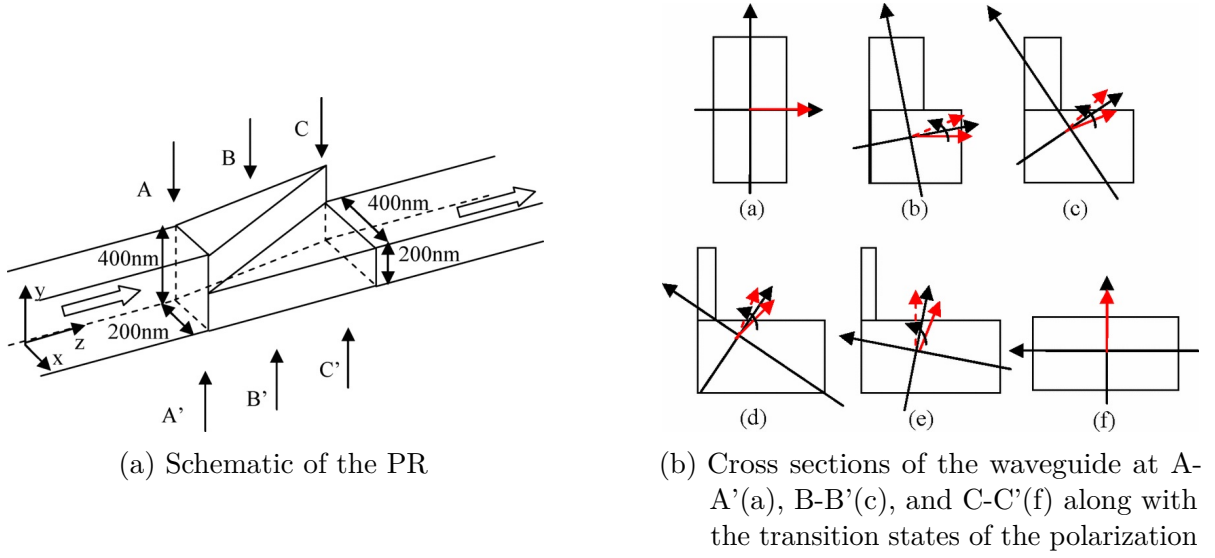 C
B
A
400nm
400nm
200nm
y
200nm
z
x
C'
B'
A'
(a) Schematic of the PR
(a)
(b)
(c)
(d)
(e)
(f)
(b) Cross sections of the waveguide at A-
A'(a), B-B'(c), and C-C'(f) along with
the transition states of the polarization